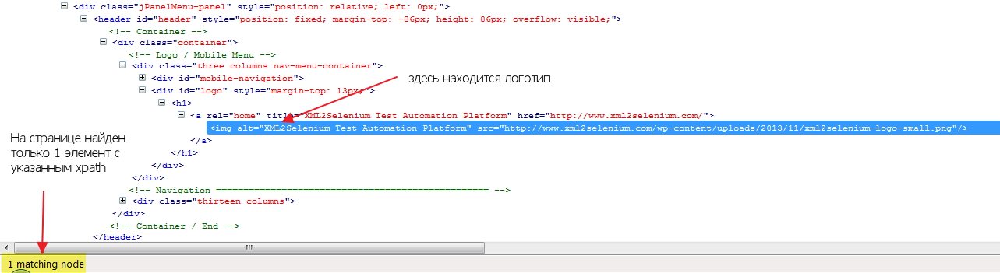 <div class="jPanelMenu-panel" style="position: relative; left: 0px;">
<header id="header" style="position: fixed; margin-top: -86px; height: 86px; overflow: visible;">
<!-- Container -->
<div class="container">
<!-- Logo / Mobile Menu -->
<div class="three columns nav-menu-container">
<div id="mobile-navigation">
здесь находится логотип
<div id="logo" style="margin-top: 13px;">
<h1>
<a rel="home" title="XML2Selenium Test Automation Platform" href="http://www.xml2selenium.com/">
<img alt="XML2Selenium Test Automation Platform" src="http://www.xml2selenium.com/wp-content/uploads/2013/11/xml2selenium-logo-small.png"/>
</a>
</h1>
</div>
</div>
На странице найден
только 1 элемент с
указанным xpath
<!-- Navigation ================================================== -->
<div class="thirteen columns">
</div>
<!-- Container / End -->
</header>
1 matching node